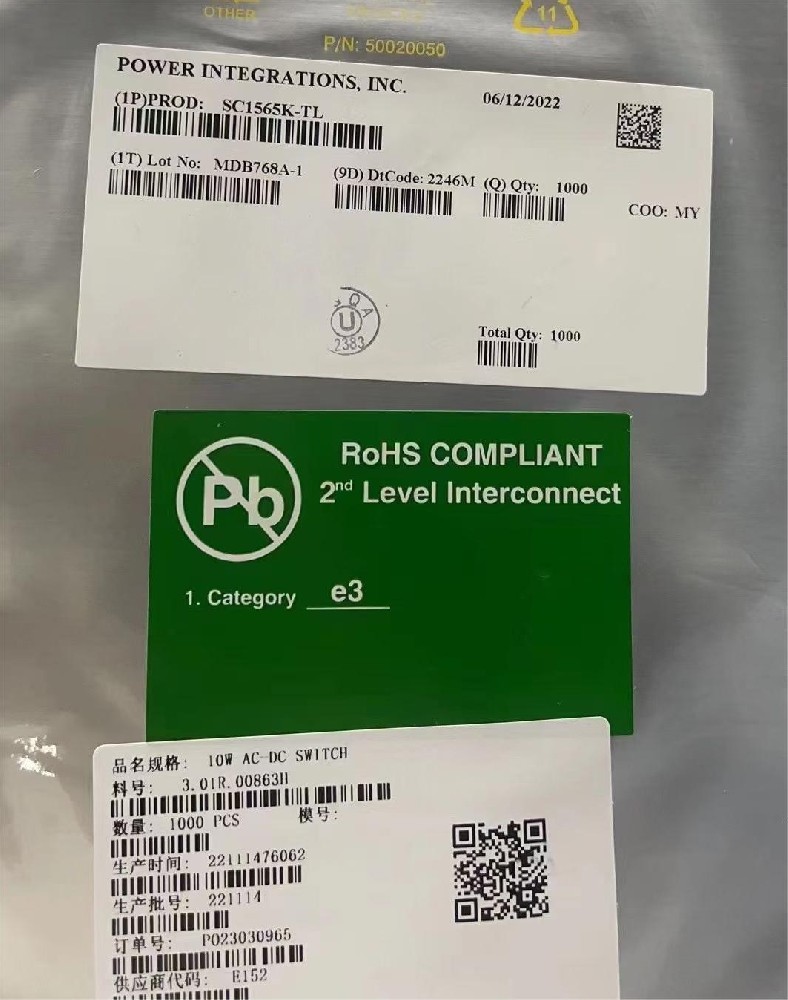 OTHER
11
P/N: 50020050
POWER INTEGRATIONS, INC.
06/12/2022
(1P)PROD: SC1565K-TL
(1T) Lot No: MDB768A-1
(9D) DtCode: 2246M
(Q) Qty: 1000
COO: MY
Q A
U
2383
Total Qty: 1000
Pb
RoHS COMPLIANT
2nd Level Interconnect
1. Category e3
品名规格: 10W AC-DC SWITCH
料号: 3.01R.00863H
数量: 1000 PCS 模号:
生产时间: 22111476062
生产批号: 221114
订单号: PO23030965
供应商代码: E152